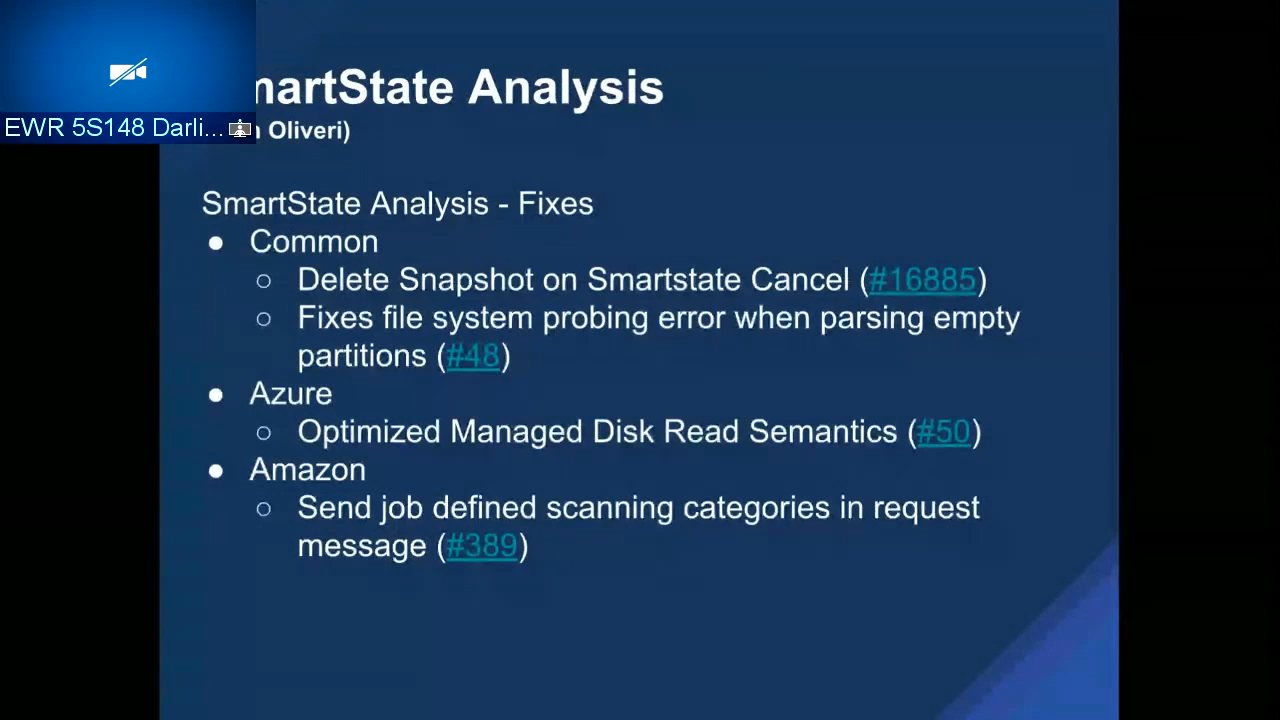 martState Analysis
EWR 5S148 Darli...
Oliveri)
SmartState Analysis - Fixes
● Common
○ Delete Snapshot on Smartstate Cancel (#16885)
○ Fixes file system probing error when parsing empty
partitions (#48)
● Azure
○ Optimized Managed Disk Read Semantics (#50)
● Amazon
○ Send job defined scanning categories in request
message (#389)